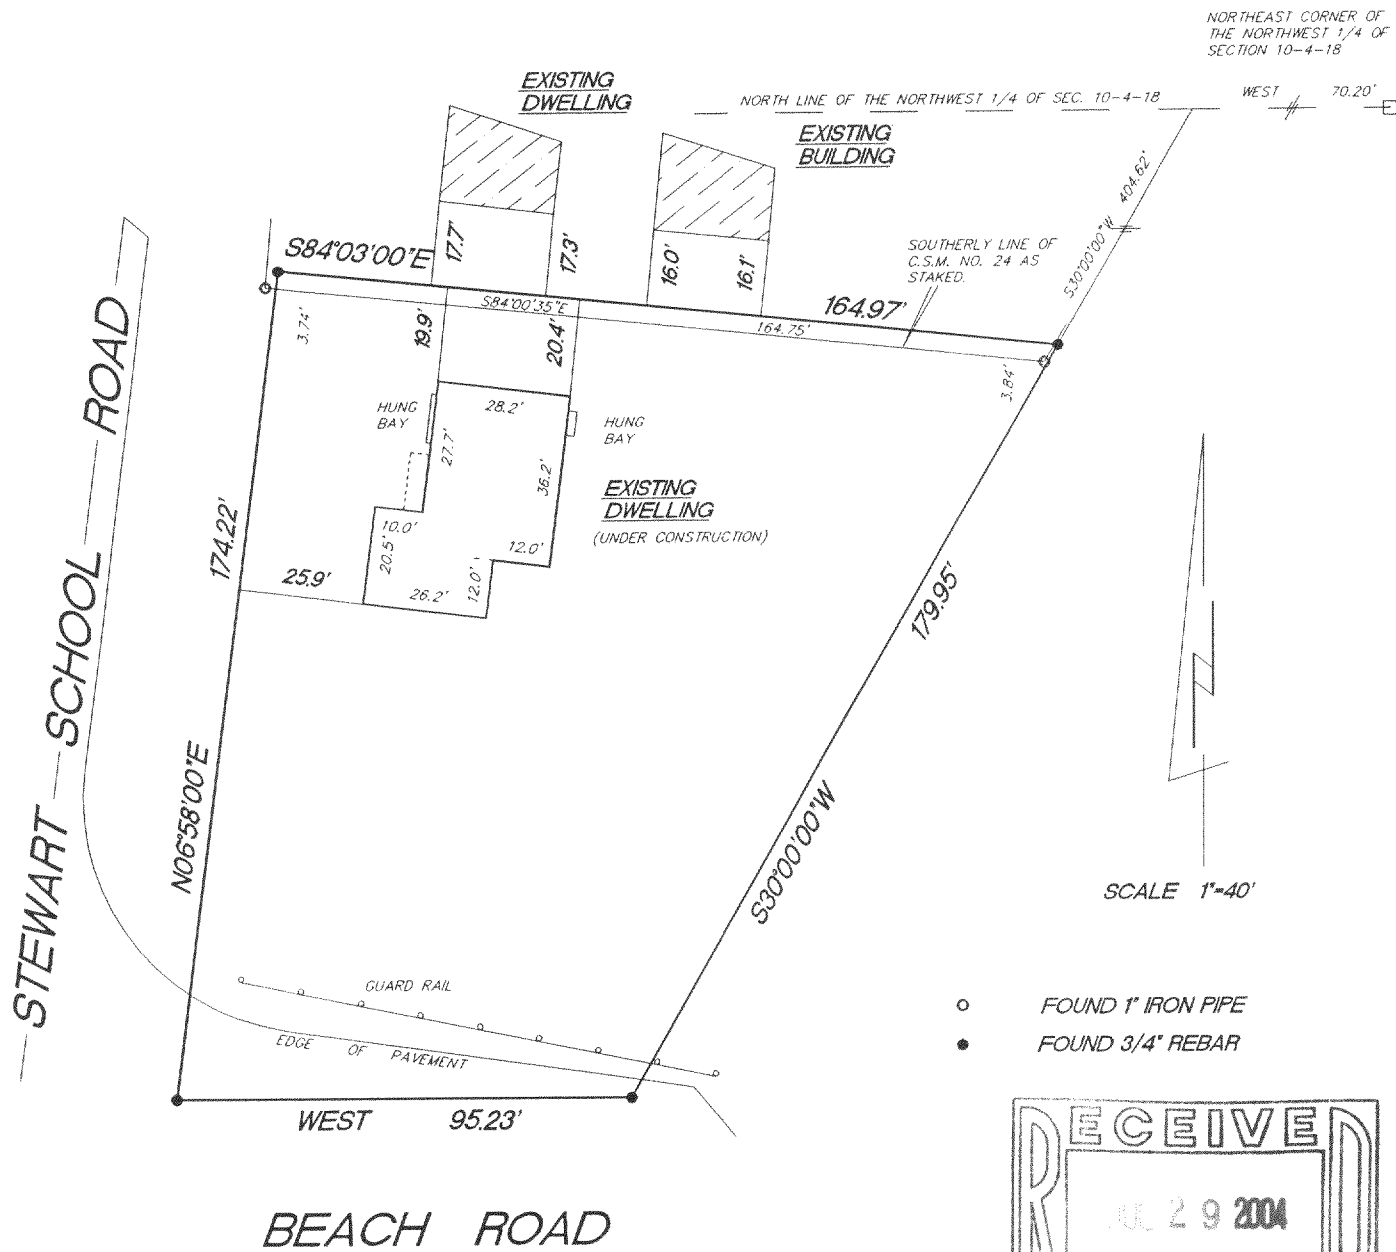 NORTHEAST CORNER OF
THE NORTHWEST 1/4 OF
SECTION 10-4-18
NORTH LINE OF THE NORTHWEST 1/4 OF SEC. 10-4-18
WEST 70.20'
EXISTING
DWELLING
EXISTING
BUILDING
S30°00'00"W 404.62'
S84°03'00"E
17.7'
17.3'
16.0'
16.1'
SOUTHERLY LINE OF
C.S.M. NO. 24 AS
STAKED.
164.97'
S84°00'35"E
164.75'
3.74'
19.9'
20.4'
3.84'
HUNG
BAY
28.2'
HUNG
BAY
27.7'
36.2'
EXISTING
DWELLING
(UNDER CONSTRUCTION)
10.0'
20.5'
12.0'
12.0'
26.2'
25.9'
174.22'
N06°58'00"E
179.95'
S30°00'00"W
STEWART SCHOOL ROAD
SCALE 1"=40'
GUARD RAIL
EDGE OF PAVEMENT
FOUND 1" IRON PIPE
FOUND 3/4" REBAR
WEST 95.23'
BEACH ROAD
RECEIVED
29 2004